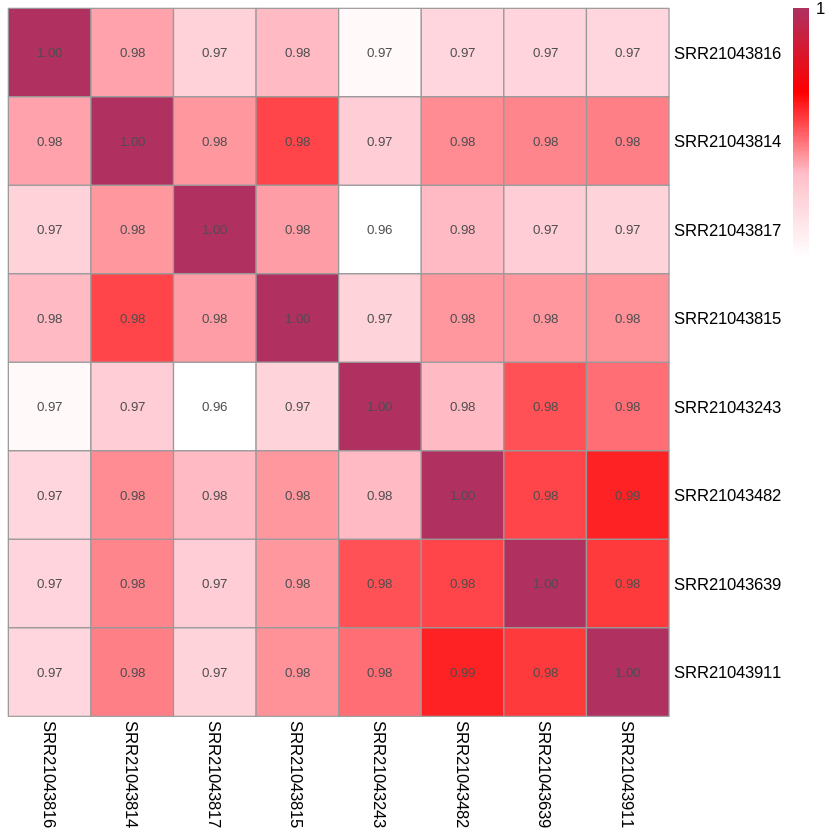 1
1.00 0.98 0.97 0.98 0.97 0.97 0.97 0.97 SRR21043816
0.98 1.00 0.98 0.98 0.97 0.98 0.98 0.98 SRR21043814
0.97 0.98 1.00 0.98 0.96 0.98 0.97 0.97 SRR21043817
0.98 0.98 0.98 1.00 0.97 0.98 0.98 0.98 SRR21043815
0.97 0.97 0.96 0.97 1.00 0.98 0.98 0.98 SRR21043243
0.97 0.98 0.98 0.98 0.98 1.00 0.98 0.99 SRR21043482
0.97 0.98 0.97 0.98 0.98 0.98 1.00 0.98 SRR21043639
0.97 0.98 0.97 0.98 0.98 0.99 0.98 1.00 SRR21043911
SRR21043816
SRR21043814
SRR21043817
SRR21043815
SRR21043243
SRR21043482
SRR21043639
SRR21043911